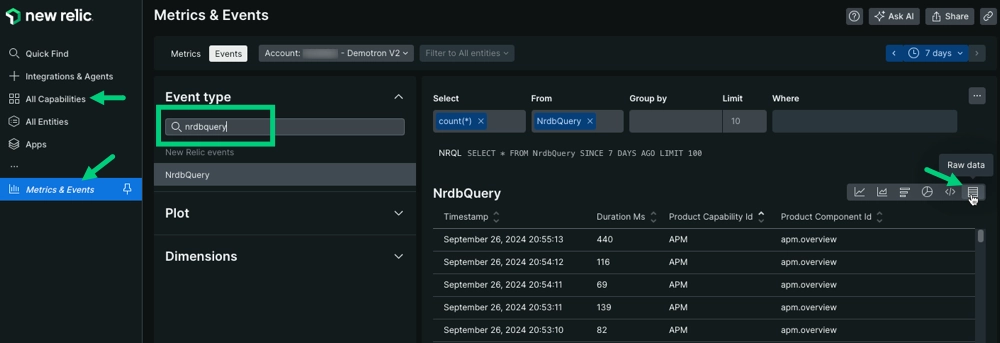 new relic
Quick Find
Integrations & Agents
All Capabilities
All Entities
Apps
...
Metrics & Events
Metrics & Events
Ask AI
Share
Metrics
Events
Account: - Demotron V2
Filter to All entities
7 days
Event type
nrdbquery
New Relic events
NrdbQuery
Plot
Dimensions
Select
From
Group by
Limit
Where
...
count(*) ×
NrdbQuery ×
10
NRQL SELECT * FROM NrdbQuery SINCE 7 DAYS AGO LIMIT 100
Raw data
NrdbQuery
Timestamp Duration Ms Product Capability Id Product Component Id
September 26, 2024 20:55:13 440 APM apm.overview
September 26, 2024 20:54:12 116 APM apm.overview
September 26, 2024 20:54:11 69 APM apm.overview
September 26, 2024 20:53:11 139 APM apm.overview
September 26, 2024 20:53:10 82 APM apm.overview